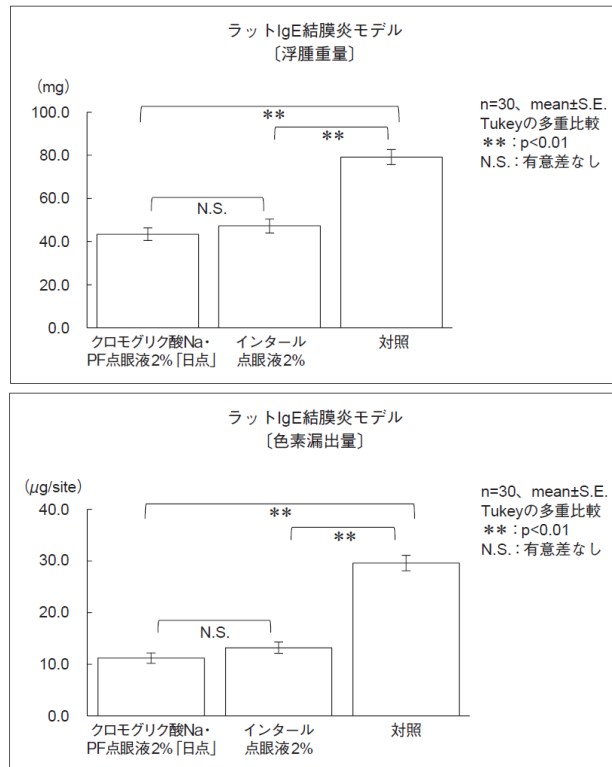 ラットIgE結膜炎モデル
〔浮腫重量〕
(mg)
100.0
80.0
60.0
40.0
20.0
0.0
**
**
N.S.
n=30、mean±S.E.
Tukeyの多重比較
**:p<0.01
N.S.:有意差なし
クロモグリク酸Na・
PF点眼液2%「日点」
インタール
点眼液2%
対照
ラットIgE結膜炎モデル
〔色素漏出量〕
(μg/site)
40.0
30.0
20.0
10.0
0.0
**
**
N.S.
n=30、mean±S.E.
Tukeyの多重比較
**:p<0.01
N.S.:有意差なし
クロモグリク酸Na・
PF点眼液2%「日点」
インタール
点眼液2%
対照